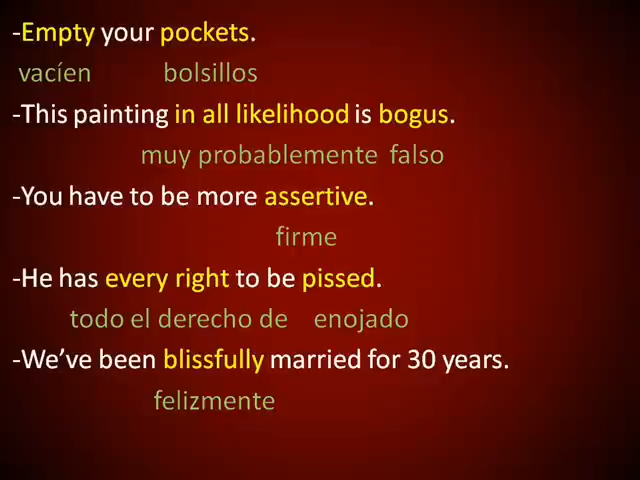 -Empty your pockets.
vacíen bolsillos
-This painting in all likelihood is bogus.
muy probablemente falso
-You have to be more assertive.
firme
-He has every right to be pissed.
todo el derecho de enojado
-We’ve been blissfully married for 30 years.
felizmente